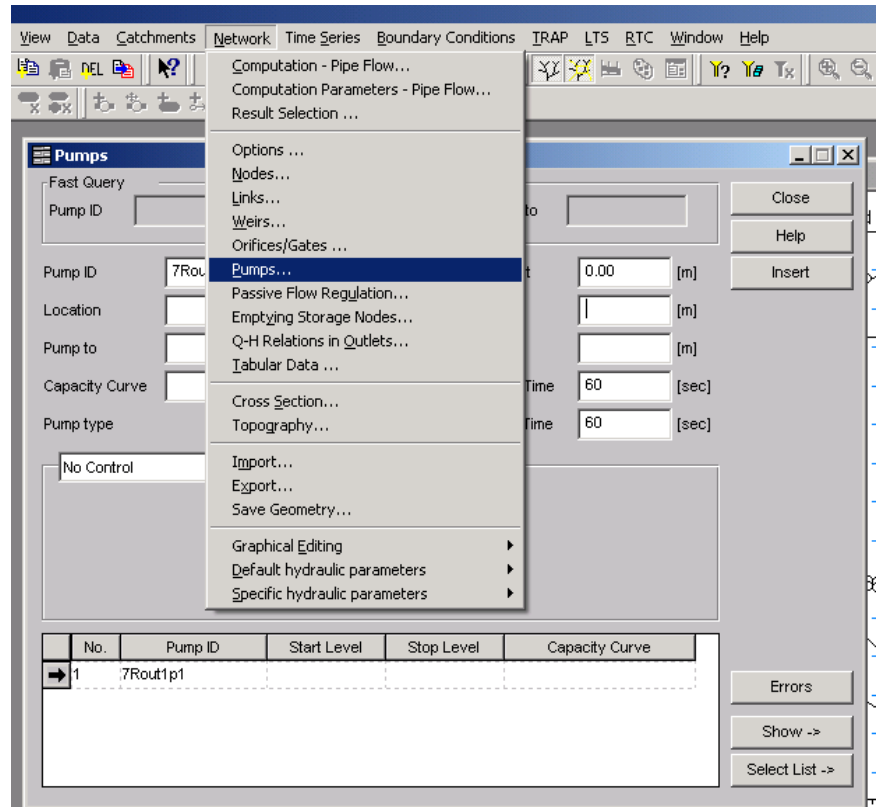 View Data Catchments Network Time Series Boundary Conditions TRAP LTS RTC Window Help
DEL
Computation - Pipe Flow...
Computation Parameters - Pipe Flow...
Result Selection ...
Options ...
Nodes...
Links...
Weirs...
Orifices/Gates ...
Pumps...
Passive Flow Regulation...
Emptying Storage Nodes...
Q-H Relations in Outlets...
Tabular Data ...
Cross Section...
Topography...
Import...
Export...
Save Geometry...
Graphical Editing
Default hydraulic parameters
Specific hydraulic parameters
Pumps
Fast Query
Pump ID to
Close
Help
Insert
Pump ID 7Rou t 0.00 [m]
Location [m]
Pump to [m]
Capacity Curve Time 60 [sec]
Pump type Time 60 [sec]
No Control
No. Pump ID Start Level Stop Level Capacity Curve
1 7Rout1p1
Errors
Show ->
Select List ->